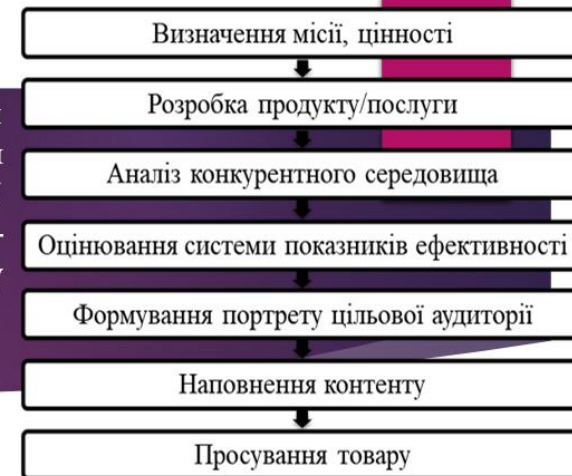 Визначення місії, цінності
Розробка продукту/послуги
Аналіз конкурентного середовища
Оцінювання системи показників ефективності
Формування портрету цільової аудиторії
Наповнення контенту
Просування товару